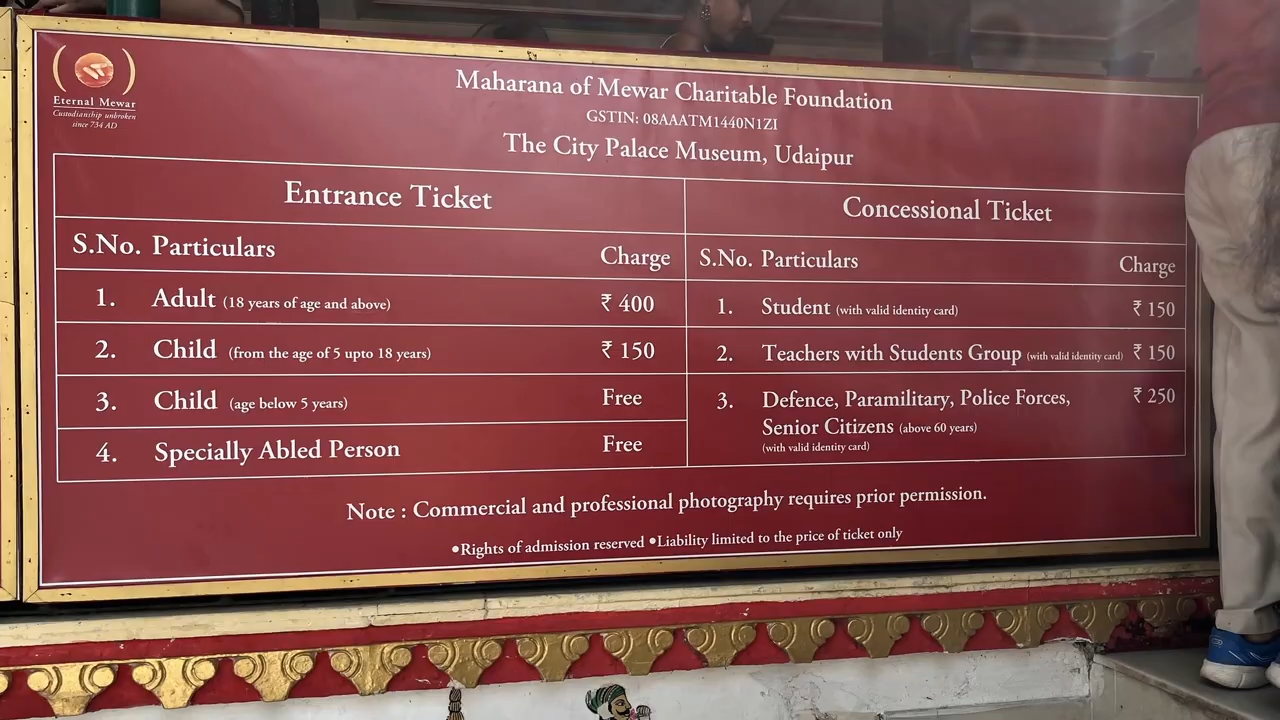 Eternal Mewar
Custodianship unbroken
since 734 AD
Maharana of Mewar Charitable Foundation
GSTIN: 08AAATM1440N1ZI
The City Palace Museum, Udaipur
Entrance Ticket
S.No. Particulars Charge
1. Adult (18 years of age and above) ₹ 400
2. Child (from the age of 5 upto 18 years) ₹ 150
3. Child (age below 5 years) Free
4. Specially Abled Person Free
Concessional Ticket
S.No. Particulars Charge
1. Student (with valid identity card) ₹ 150
2. Teachers with Students Group (with valid identity card) ₹ 150
3. Defence, Paramilitary, Police Forces, ₹ 250
Senior Citizens (above 60 years)
(with valid identity card)
Note : Commercial and professional photography requires prior permission.
•Rights of admission reserved •Liability limited to the price of ticket only